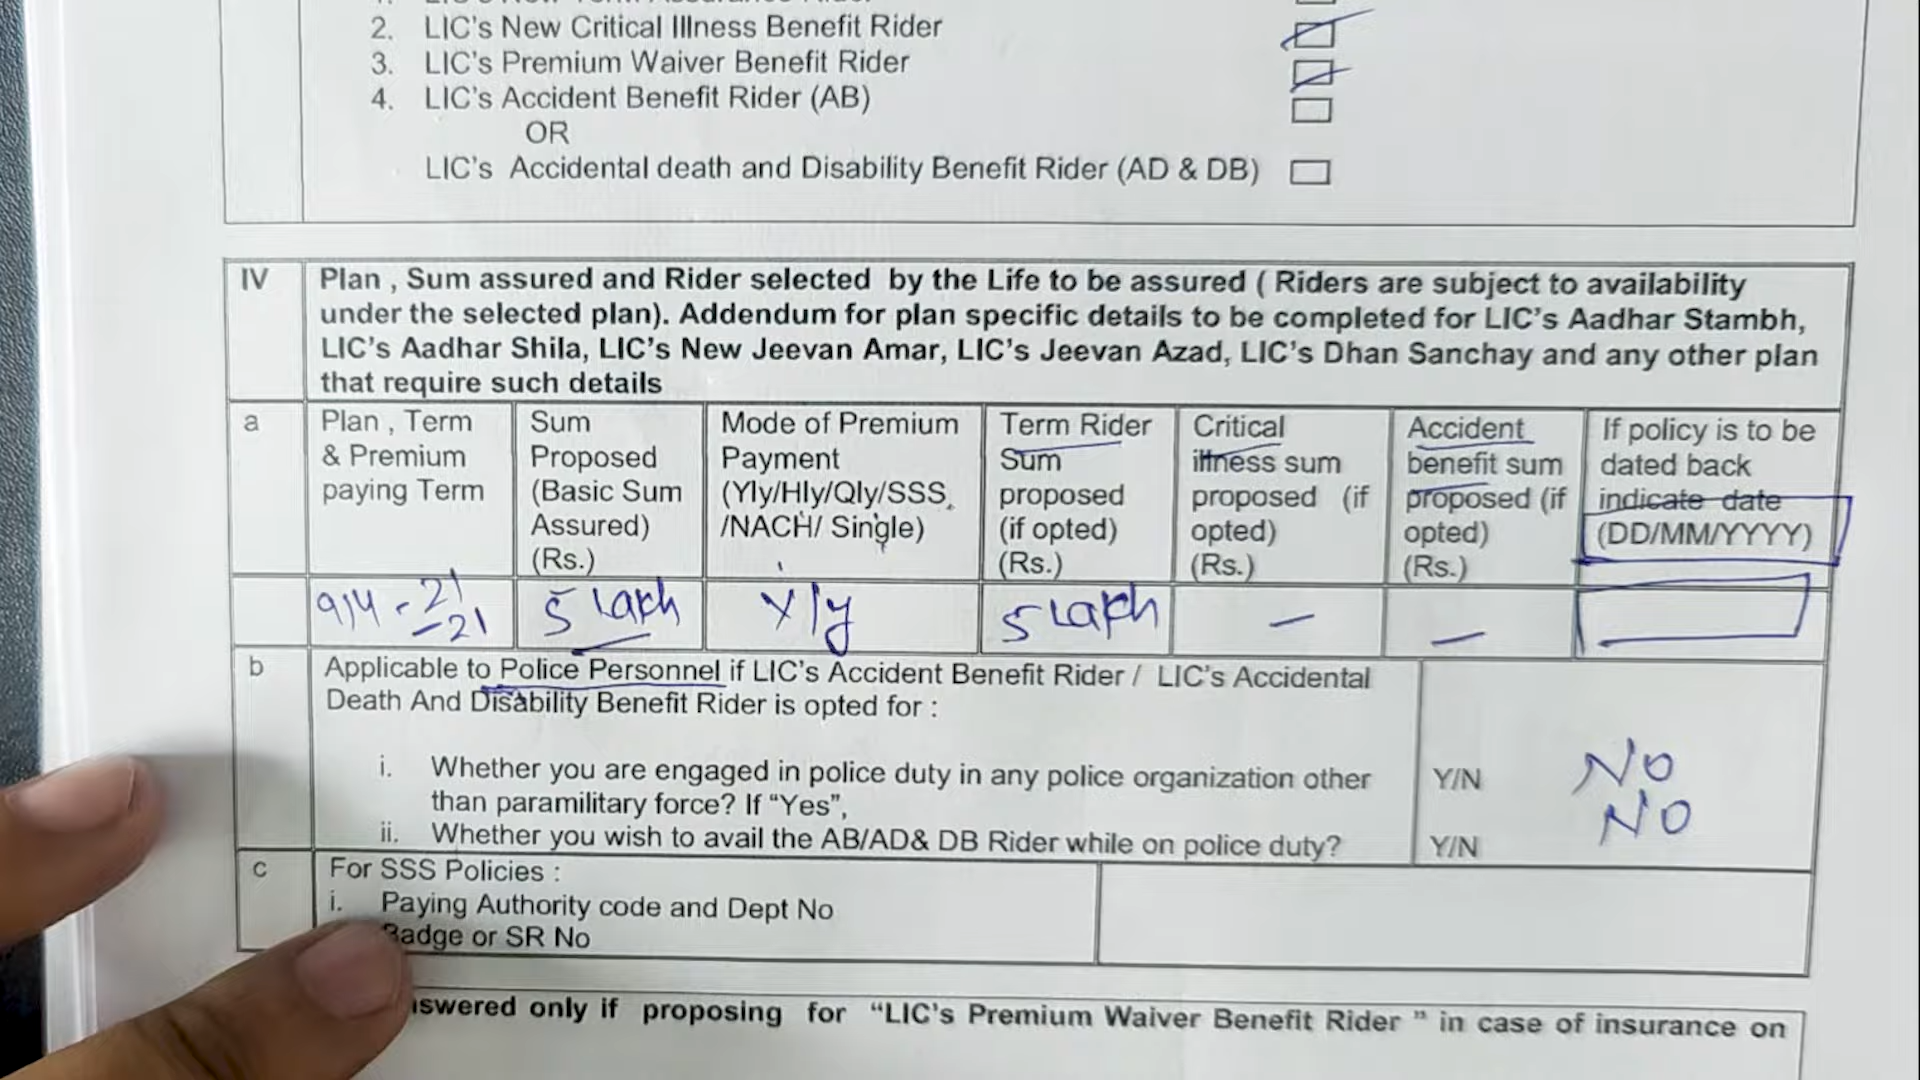 2. LIC's New Critical Illness Benefit Rider
3. LIC's Premium Waiver Benefit Rider
4. LIC's Accident Benefit Rider (AB)
OR
LIC's Accidental death and Disability Benefit Rider (AD & DB)
IV
Plan , Sum assured and Rider selected by the Life to be assured ( Riders are subject to availability
under the selected plan). Addendum for plan specific details to be completed for LIC's Aadhar Stambh,
LIC's Aadhar Shila, LIC's New Jeevan Amar, LIC's Jeevan Azad, LIC's Dhan Sanchay and any other plan
that require such details
a
Plan , Term
& Premium
paying Term
Sum
Proposed
(Basic Sum
Assured)
(Rs.)
Mode of Premium
Payment
(Yly/Hly/Qly/SSS
/NACH/ Single)
Term Rider
Sum
proposed
(if opted)
(Rs.)
Critical
illness sum
proposed (if
opted)
(Rs.)
Accident
benefit sum
proposed (if
opted)
(Rs.)
If policy is to be
dated back
indicate date
(DD/MM/YYYY)
914 - 21
- 21
5 Lakh
Yly
5 Lakh
—
—
b
Applicable to Police Personnel if LIC's Accident Benefit Rider / LIC's Accidental
Death And Disability Benefit Rider is opted for :
i. Whether you are engaged in police duty in any police organization other
than paramilitary force? If “Yes”,
Y/N
NO
ii. Whether you wish to avail the AB/AD& DB Rider while on police duty?
Y/N
NO
c
For SSS Policies :
i. Paying Authority code and Dept No
Badge or SR No
only if proposing for “LIC's Premium Waiver Benefit Rider ” in case of insurance on